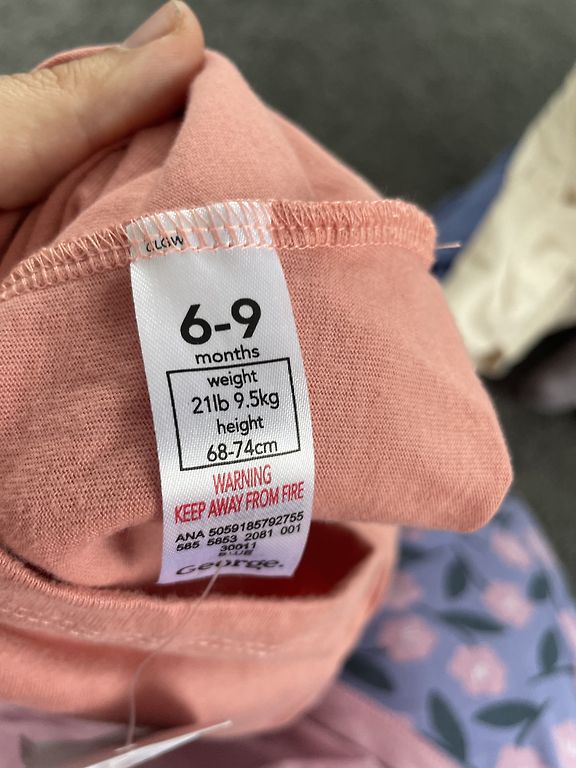 6-9
months
weight
21lb 9.5kg
height
68-74cm
WARNING
KEEP AWAY FROM FIRE
ANA 5059185792755
585 5853 2081 001
30011
BLUE
George.